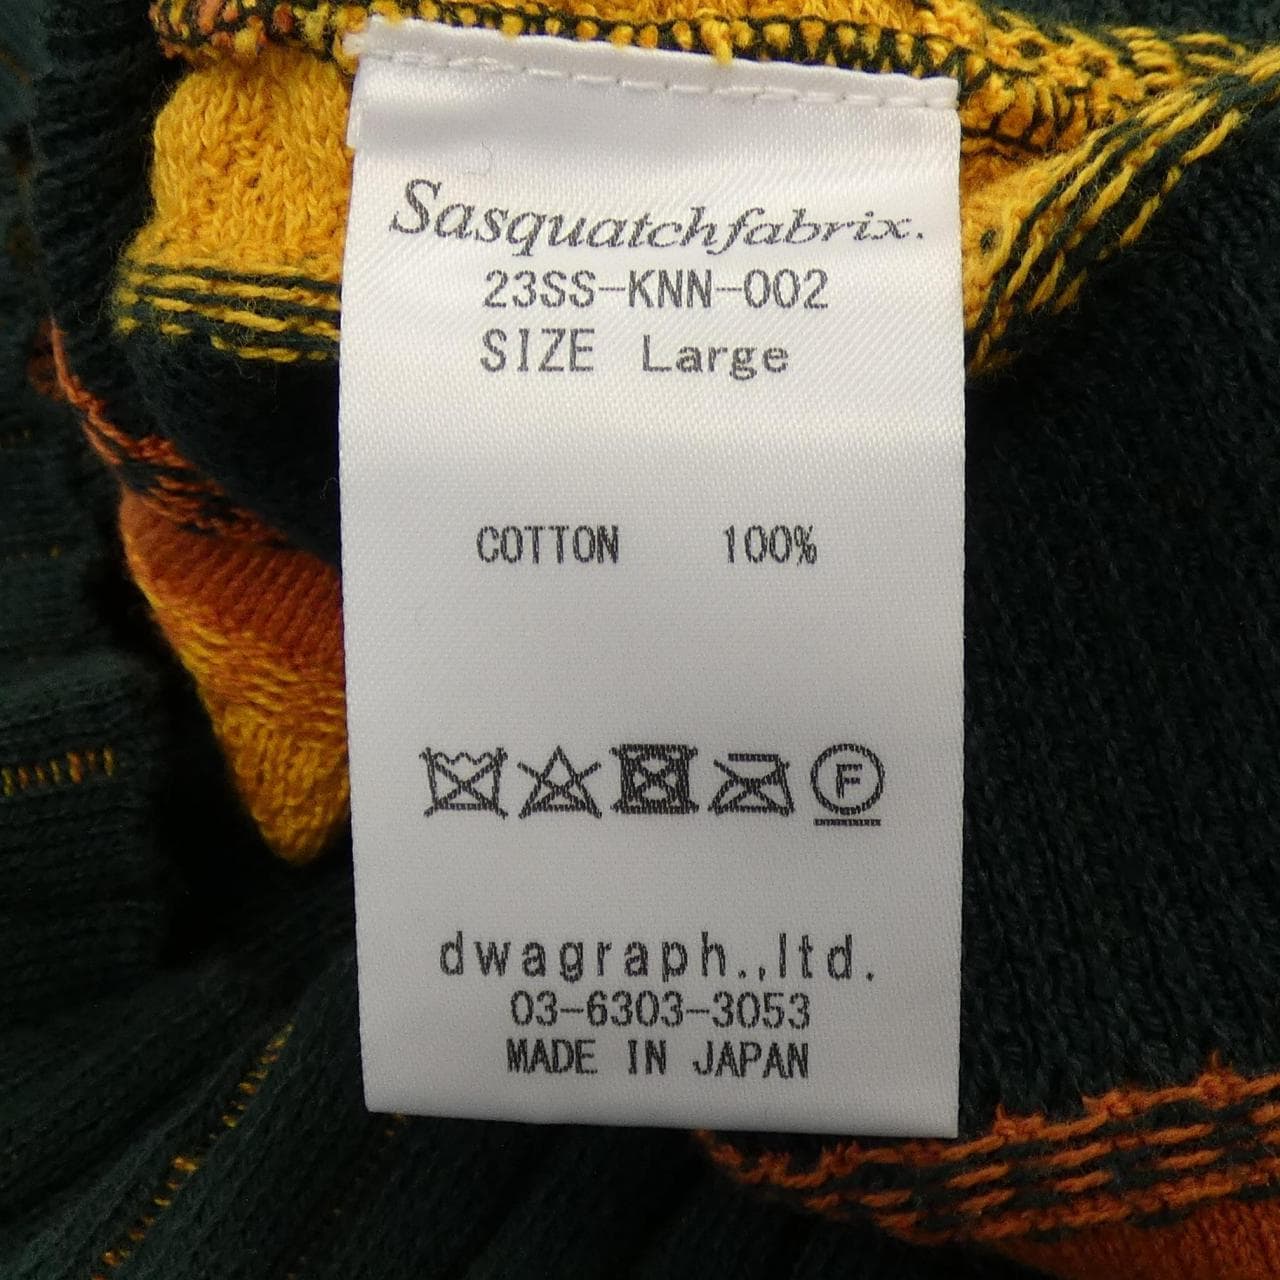 Sasquatchfabrix.
23SS-KNN-002
SIZE Large
COTTON 100%
F
dwagraph.,ltd.
03-6303-3053
MADE IN JAPAN